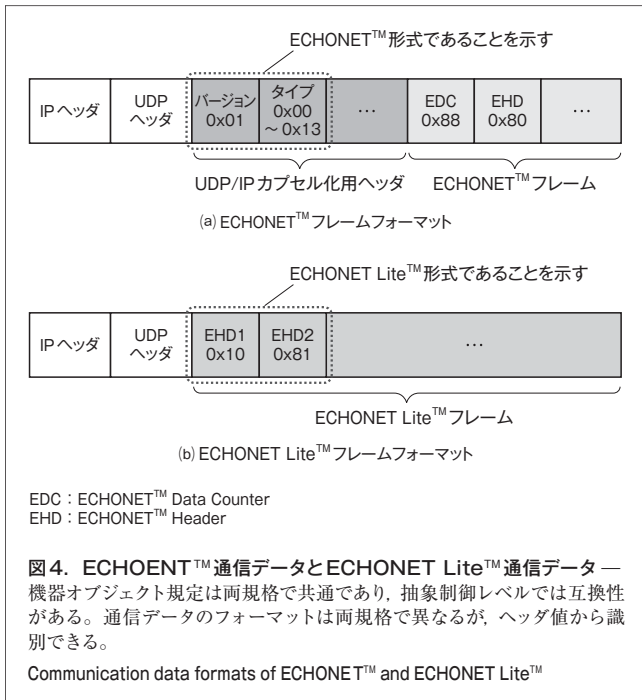 ECHONET™形式であることを示す
IPヘッダ
UDP
ヘッダ
バージョン
0x01
タイプ
0x00
～0x13
…
EDC
0x88
EHD
0x80
…
UDP/IPカプセル化用ヘッダ
ECHONET™フレーム
(a) ECHONET™フレームフォーマット
ECHONET Lite™形式であることを示す
IPヘッダ
UDP
ヘッダ
EHD1
0x10
EHD2
0x81
…
ECHONET Lite™フレーム
(b) ECHONET Lite™フレームフォーマット
EDC：ECHONET™ Data Counter
EHD：ECHONET™ Header
図4．ECHOENT™通信データとECHONET Lite™通信データ —
機器オブジェクト規定は両規格で共通であり，抽象制御レベルでは互換性
がある。通信データのフォーマットは両規格で異なるが，ヘッダ値から識
別できる。
Communication data formats of ECHONET™ and ECHONET Lite™